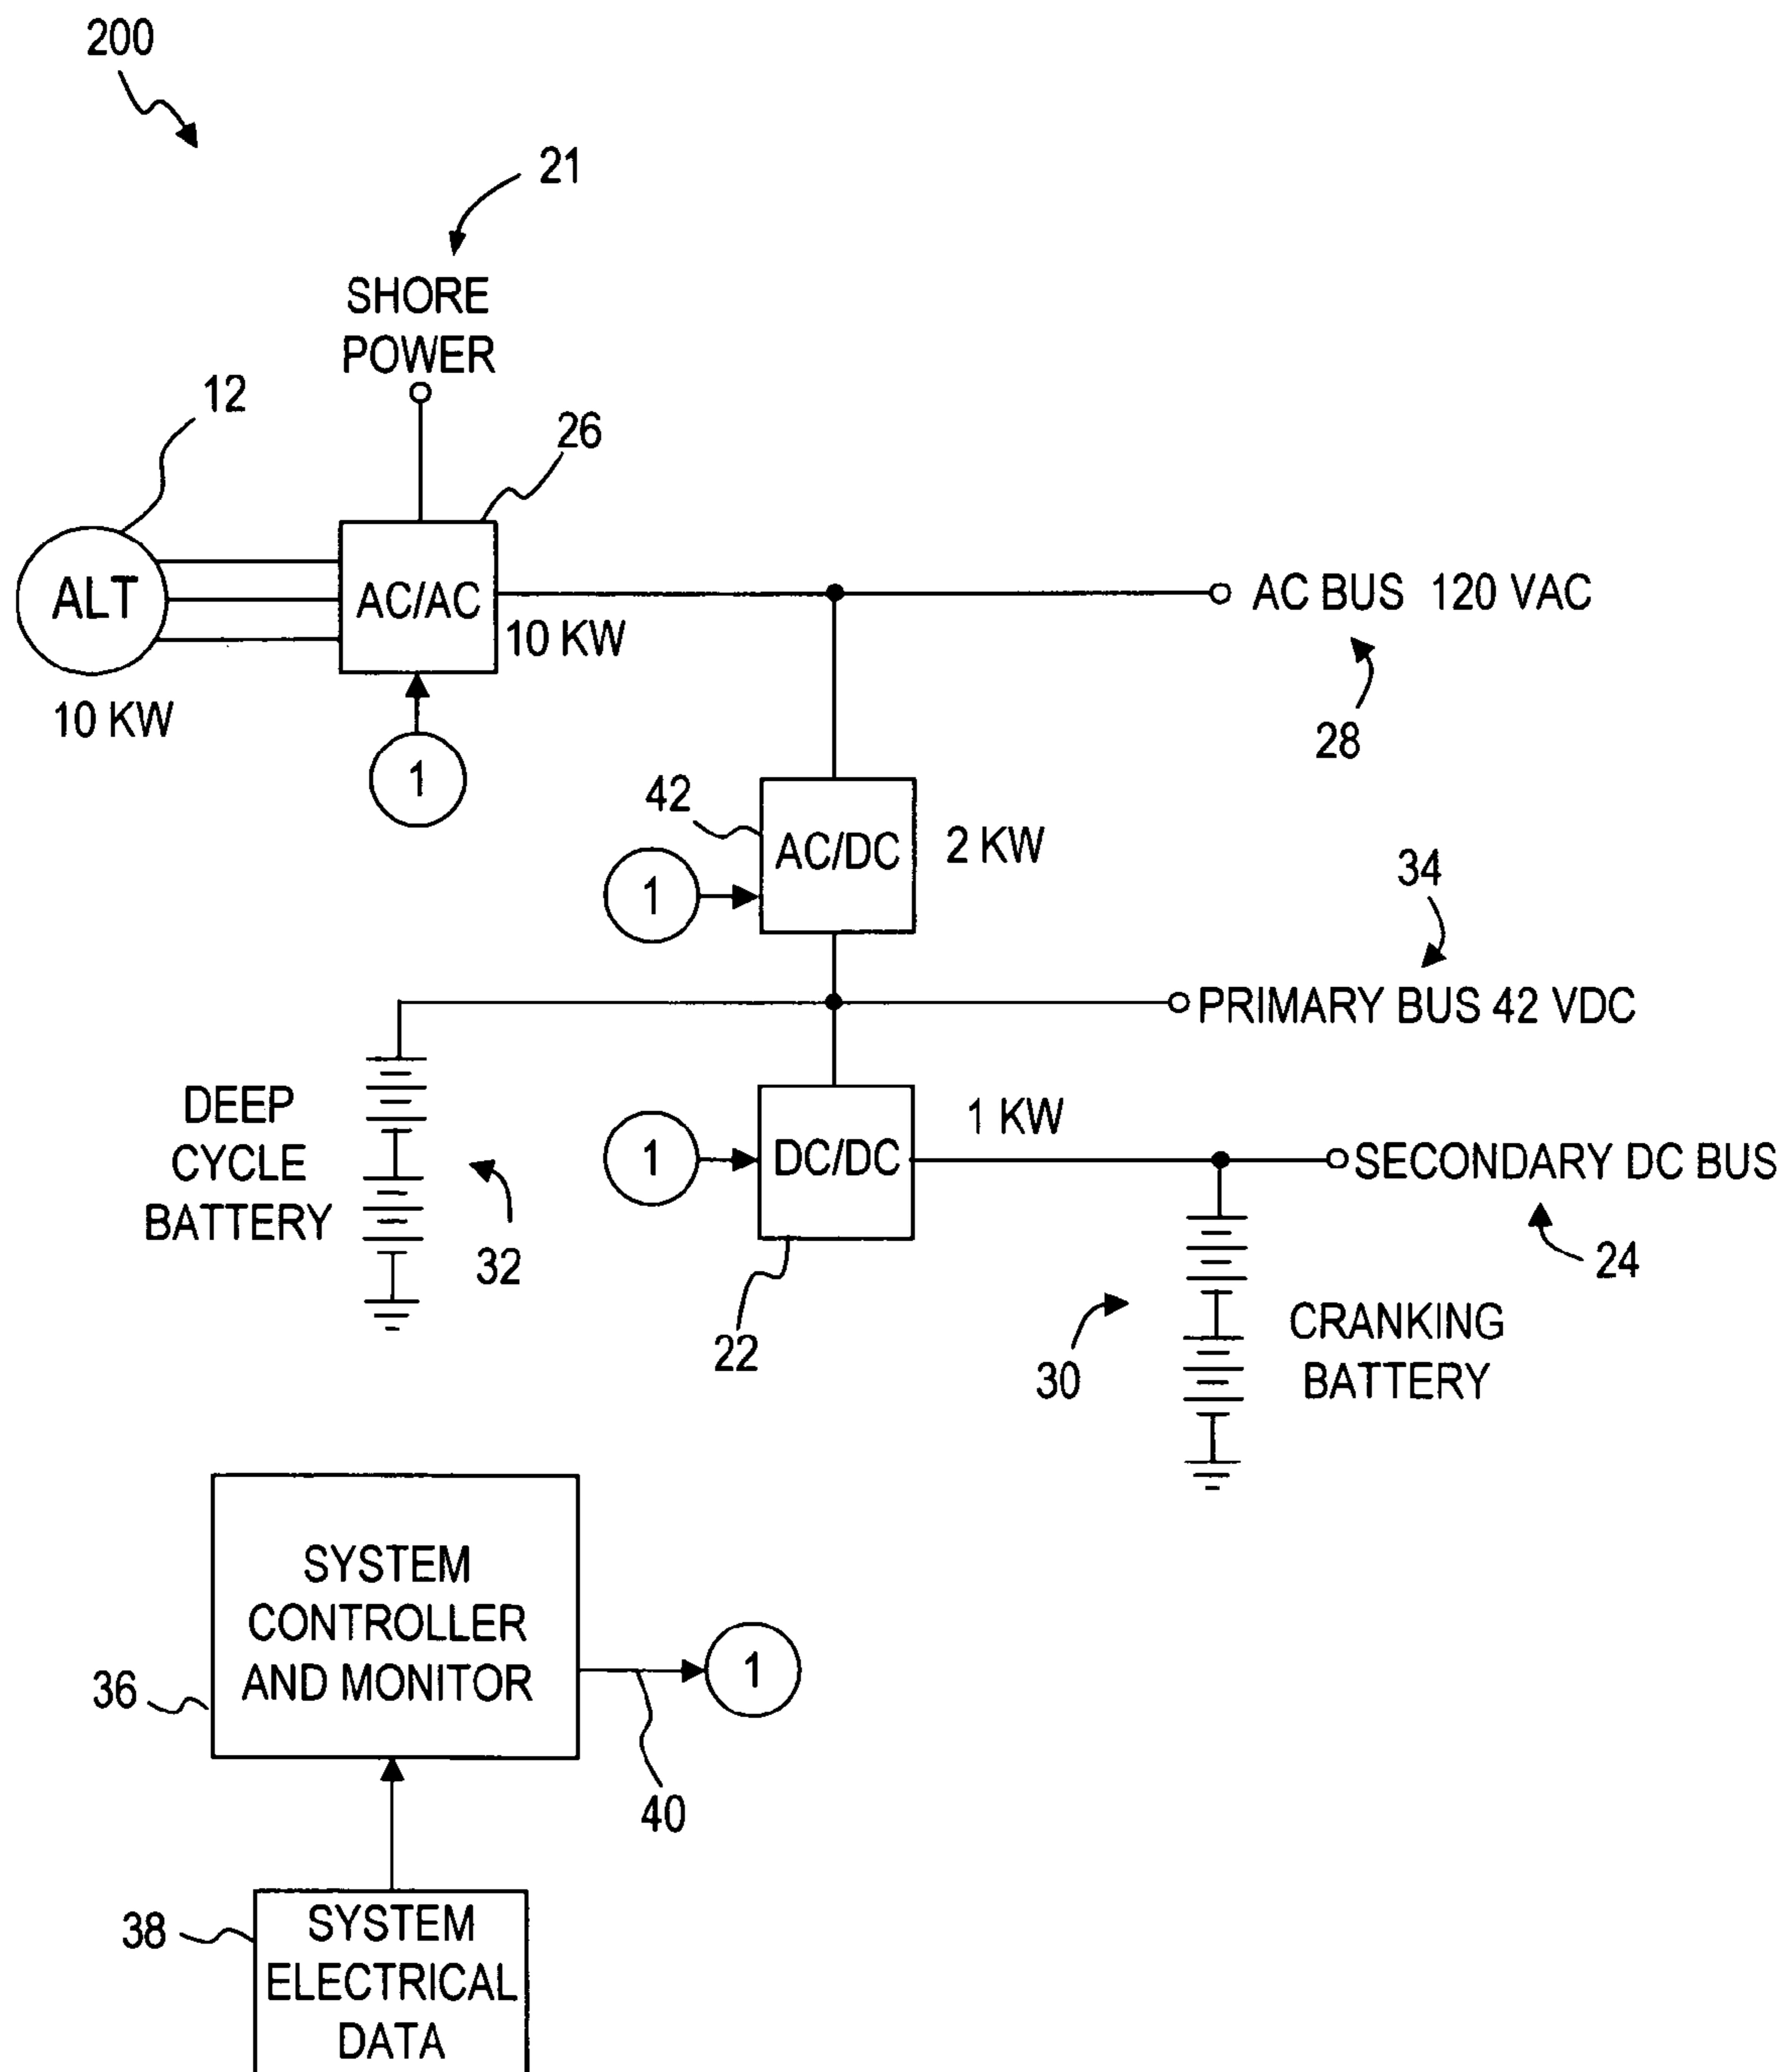 200
21
SHORE
POWER
12
26
ALT
AC/AC
10 KW
10 KW
AC BUS 120 VAC
28
1
42
AC/DC
2 KW
1
34
PRIMARY BUS 42 VDC
DEEP
CYCLE
BATTERY
32
1
DC/DC
1 KW
SECONDARY DC BUS
24
22
30
CRANKING
BATTERY
SYSTEM
CONTROLLER
AND MONITOR
36
1
40
38
SYSTEM
ELECTRICAL
DATA